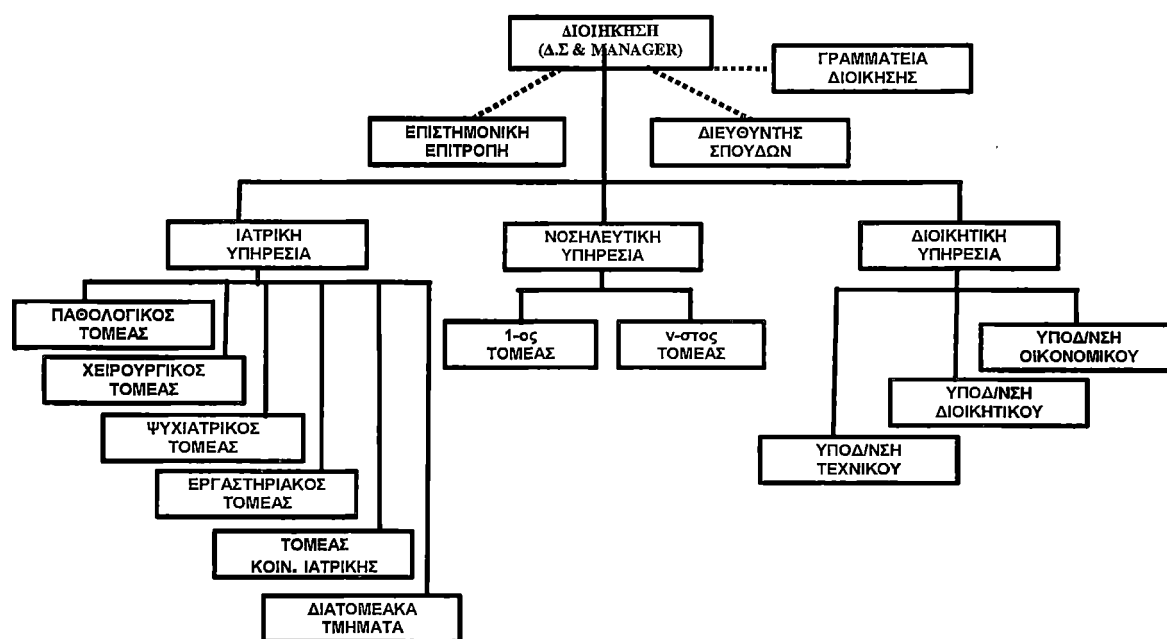 ΔΙΟΙΗΚΗΣΗ
(Δ.Σ & MANAGER)
ΓΡΑΜΜΑΤΕΙΑ
ΔΙΟΙΚΗΣΗΣ
ΕΠΙΣΤΗΜΟΝΙΚΗ
ΕΠΙΤΡΟΠΗ
ΔΙΕΥΘΥΝΤΗΣ
ΣΠΟΥΔΩΝ
ΙΑΤΡΙΚΗ
ΥΠΗΡΕΣΙΑ
ΝΟΣΗΛΕΥΤΙΚΗ
ΥΠΗΡΕΣΙΑ
ΔΙΟΙΚΗΤΙΚΗ
ΥΠΗΡΕΣΙΑ
ΠΑΘΟΛΟΓΙΚΟΣ
ΤΟΜΕΑΣ
ΧΕΙΡΟΥΡΓΙΚΟΣ
ΤΟΜΕΑΣ
ΨΥΧΙΑΤΡΙΚΟΣ
ΤΟΜΕΑΣ
ΕΡΓΑΣΤΗΡΙΑΚΟΣ
ΤΟΜΕΑΣ
ΤΟΜΕΑΣ
ΚΟΙΝ. ΙΑΤΡΙΚΗΣ
ΔΙΑΤΟΜΕΑΚΑ
ΤΜΗΜΑΤΑ
1-ος
ΤΟΜΕΑΣ
ν-στος
ΤΟΜΕΑΣ
ΥΠΟΔ/ΝΣΗ
ΟΙΚΟΝΟΜΙΚΟΥ
ΥΠΟΔ/ΝΣΗ
ΔΙΟΙΚΗΤΙΚΟΥ
ΥΠΟΔ/ΝΣΗ
ΤΕΧΝΙΚΟΥ